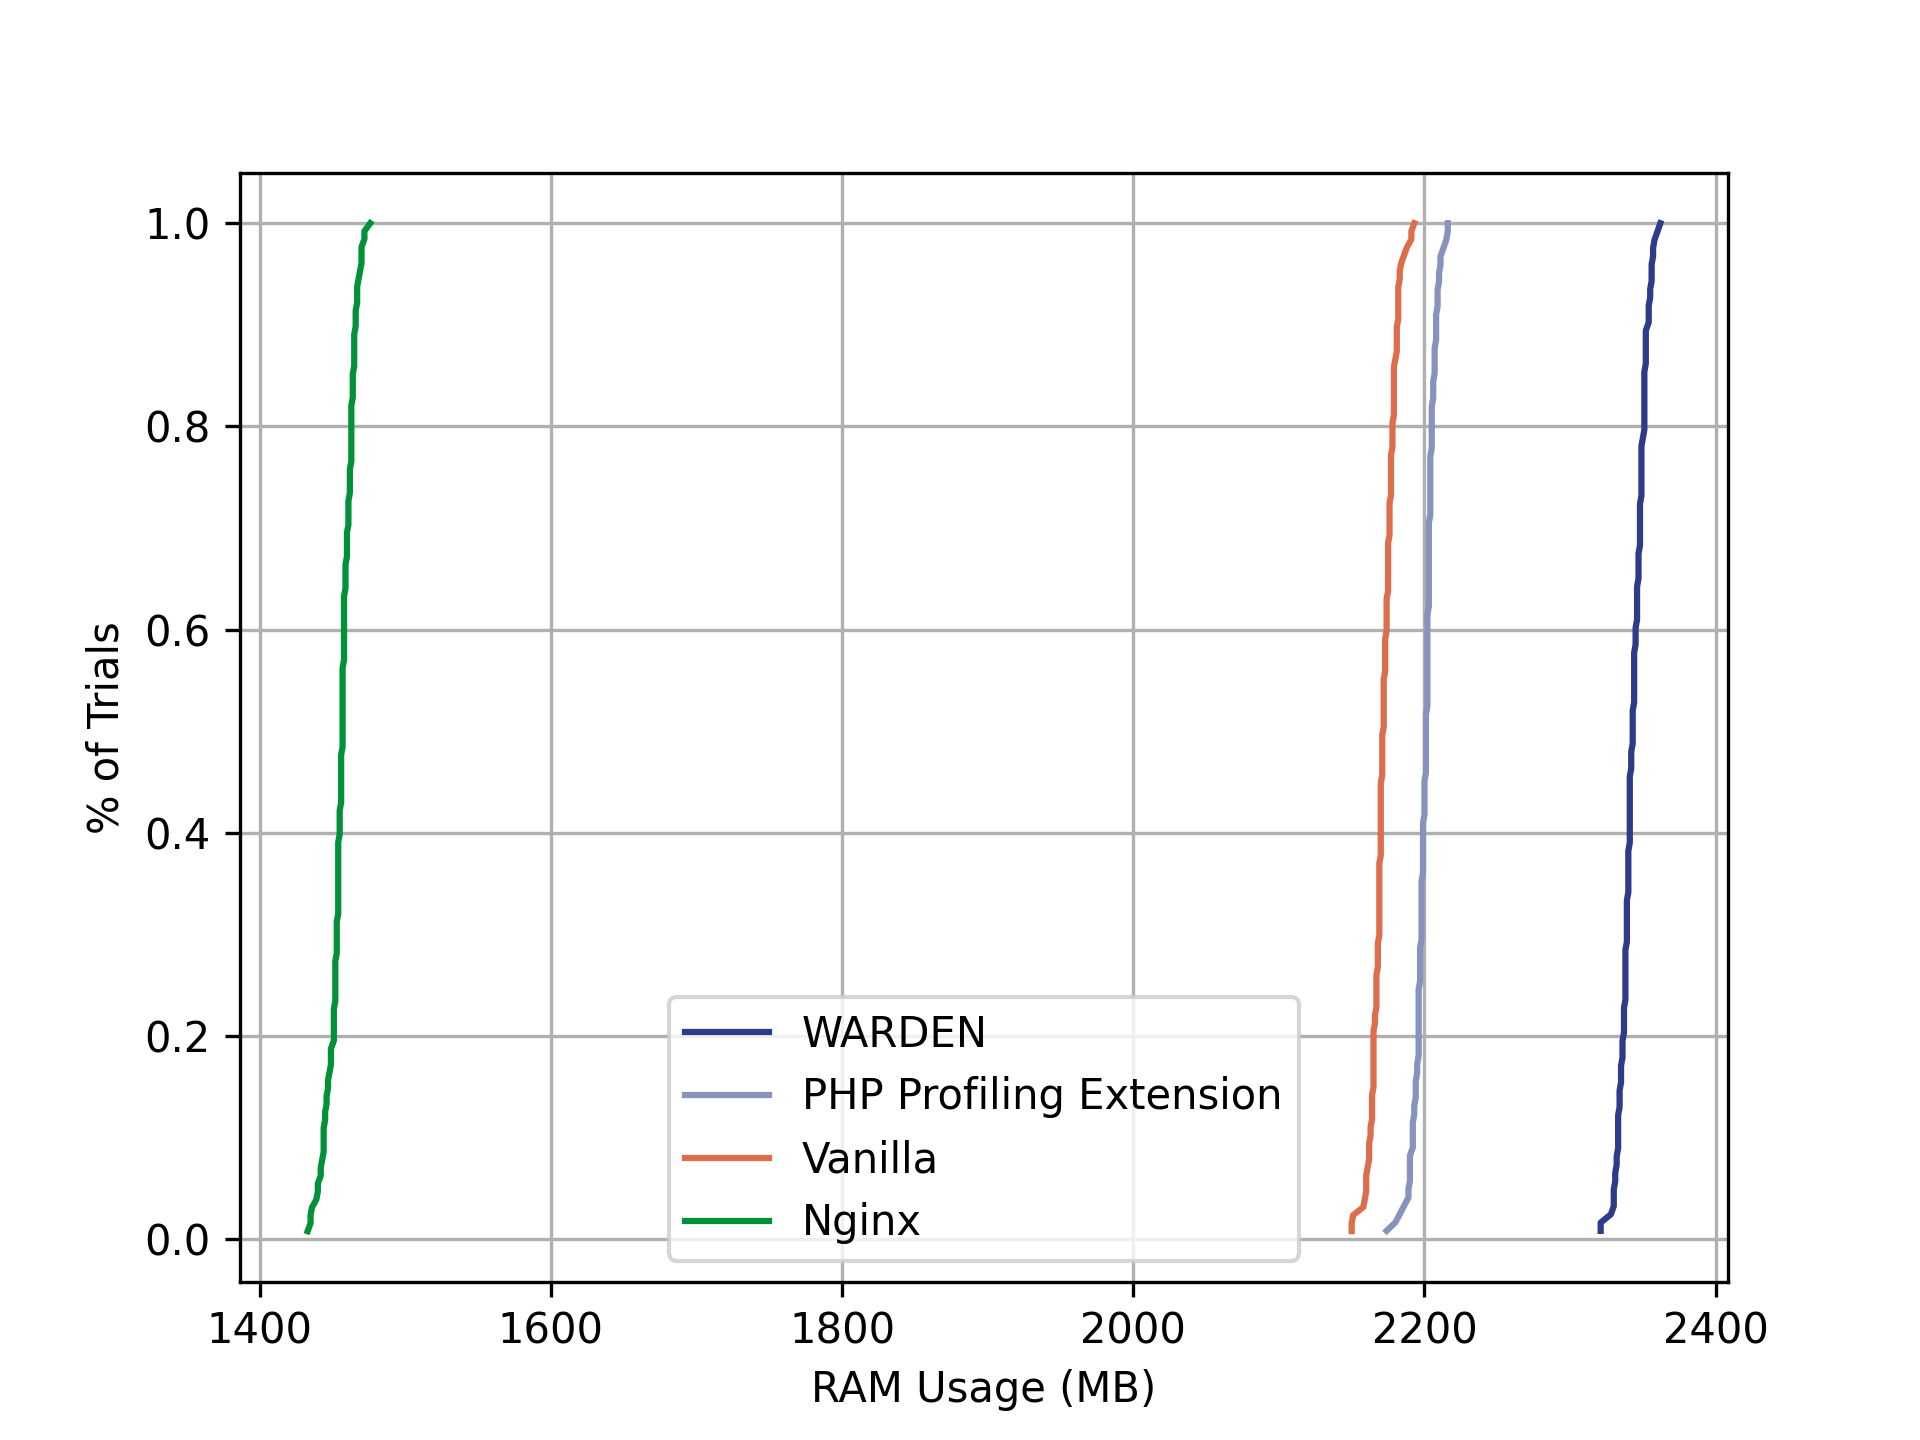 1.0
0.8
0.6
0.4
0.2
0.0
% of Trials
WARDEN
PHP Profiling Extension
Vanilla
Nginx
1400 1600 1800 2000 2200 2400
RAM Usage (MB)